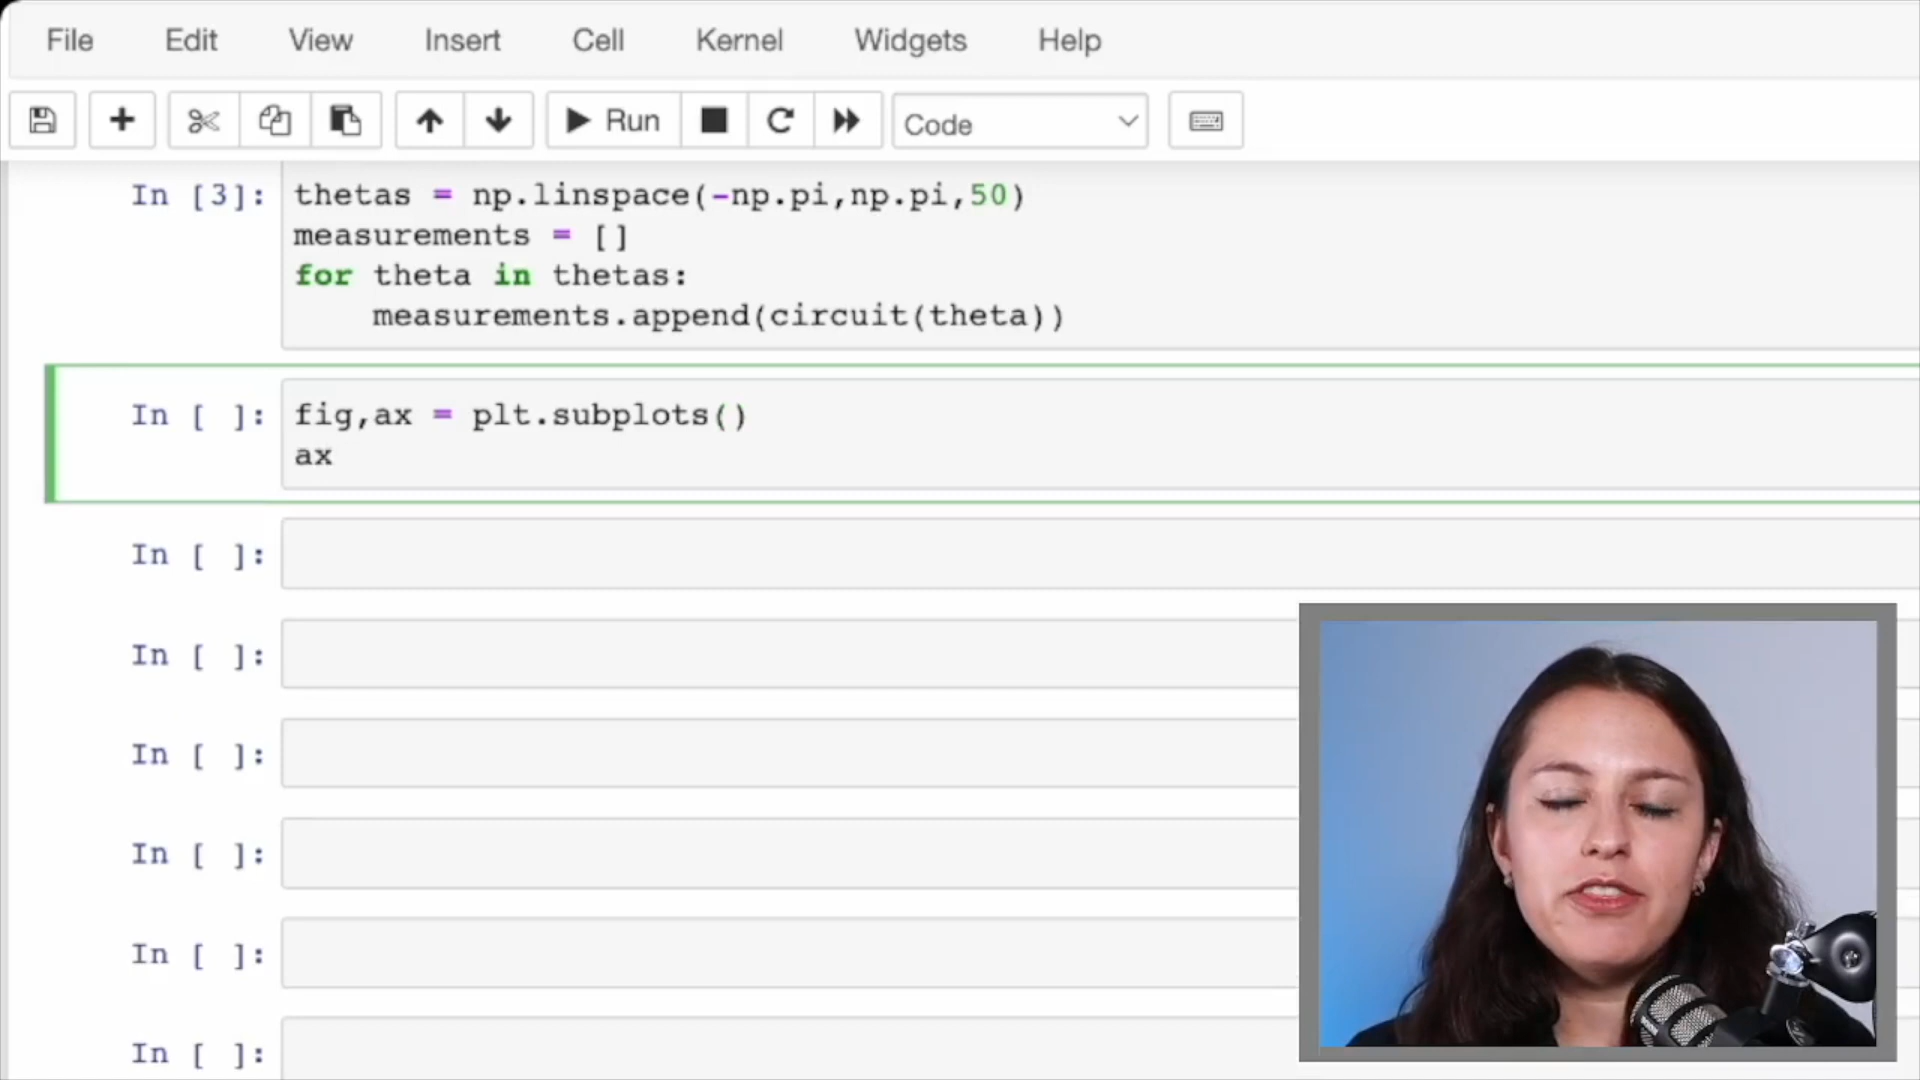 File Edit View Insert Cell Kernel Widgets Help
Run Code
In [3]: thetas = np.linspace(-np.pi,np.pi,50)
measurements = []
for theta in thetas:
    measurements.append(circuit(theta))
In [ ]: fig,ax = plt.subplots()
ax
In [ ]:
In [ ]:
In [ ]:
In [ ]:
In [ ]:
In [ ]: